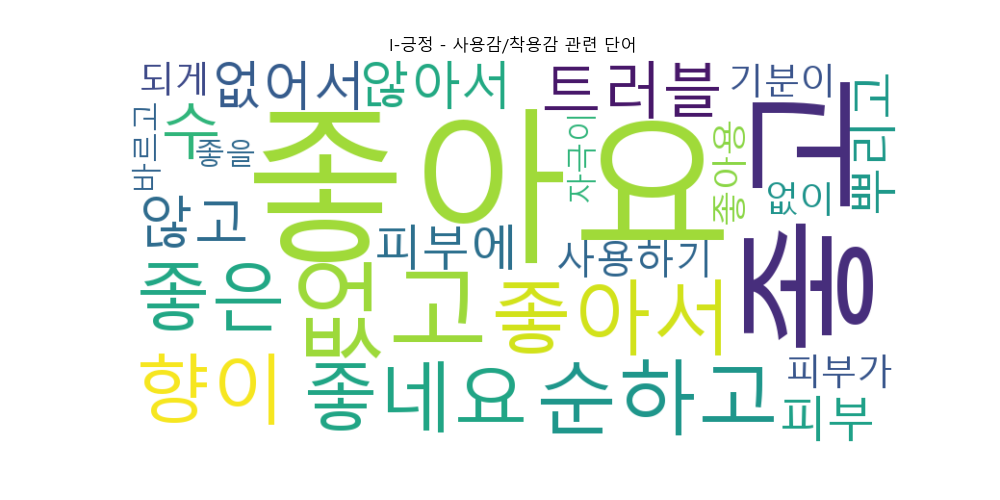 I-긍정 - 사용감/착용감 관련 단어
되게 없어서 않아서 트러블 기분이
바르고 수 좋을 좋아요 자극이 좋아용 좋고 없이 뿌리고
않고 피부에 사용하기
좋은 없고 좋아서
향이 좋네요 순하고 피부가
피부